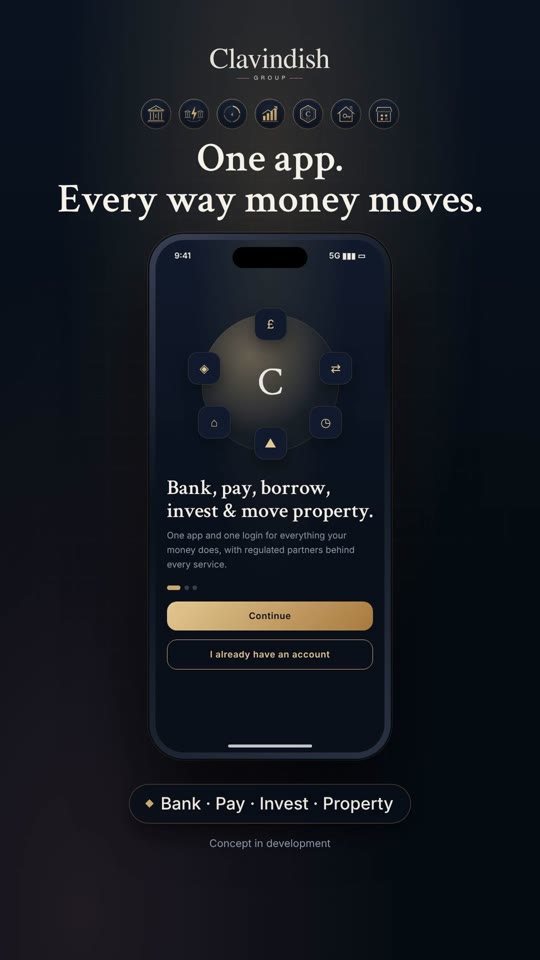 Clavindish
GROUP
C
One app.
Every way money moves.
9:41
5G
£
C
Bank, pay, borrow,
invest & move property.
One app and one login for everything your
money does, with regulated partners behind
every service.
Continue
I already have an account
Bank · Pay · Invest · Property
Concept in development